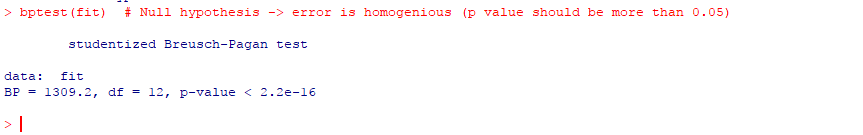 > bptest(fit)  # Null hypothesis -> error is homogenious (p value should be more than 0.05)
studentized Breusch-Pagan test
data:  fit
BP = 1309.2, df = 12, p-value < 2.2e-16
>